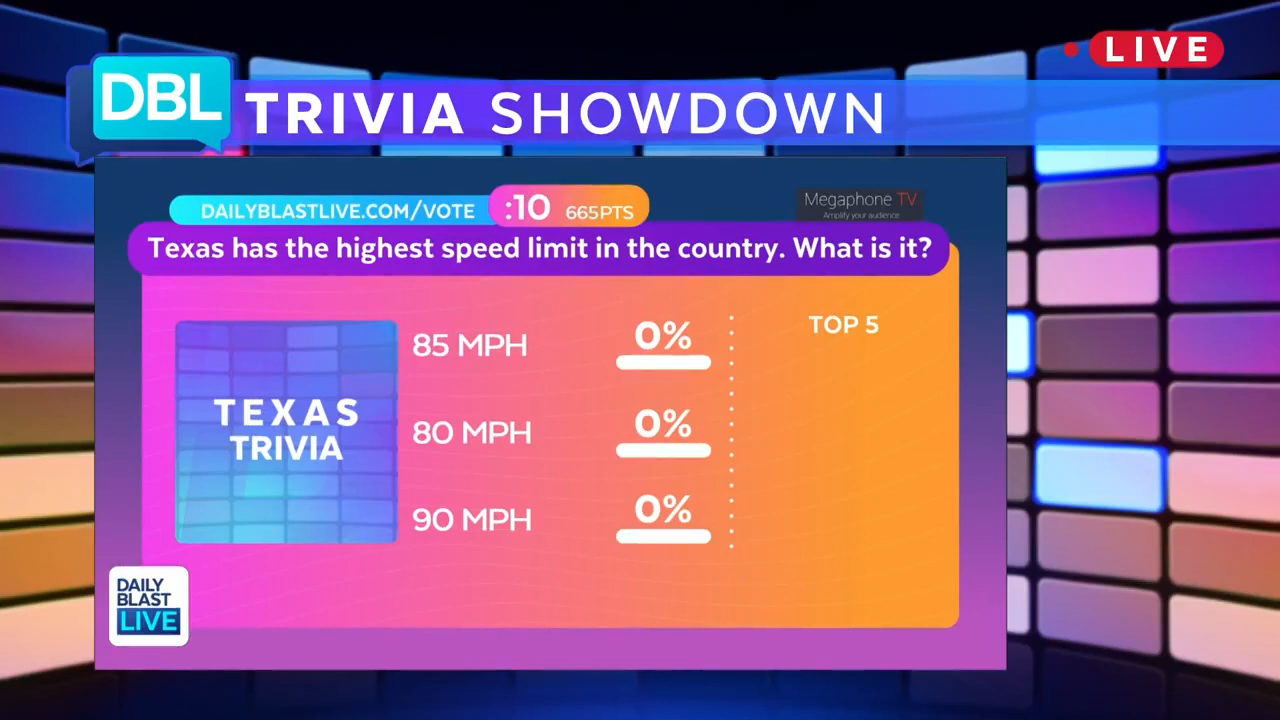 LIVE
DBL TRIVIA SHOWDOWN
DAILYBLASTLIVE.COM/VOTE :10 665PTS
Megaphone TV
Amplify your audience
Texas has the highest speed limit in the country. What is it?
TEXAS
TRIVIA
85 MPH 0%
80 MPH 0%
90 MPH 0%
TOP 5
DAILY
BLAST
LIVE